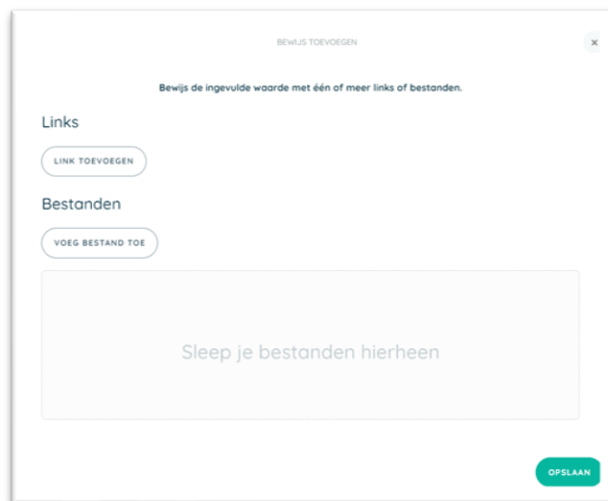 BEWIJS TOEVOEGEN
×
Bewijs de ingevulde waarde met één of meer links of bestanden.
Links
LINK TOEVOEGEN
Bestanden
VOEG BESTAND TOE
Sleep je bestanden hierheen
OPSLAAN